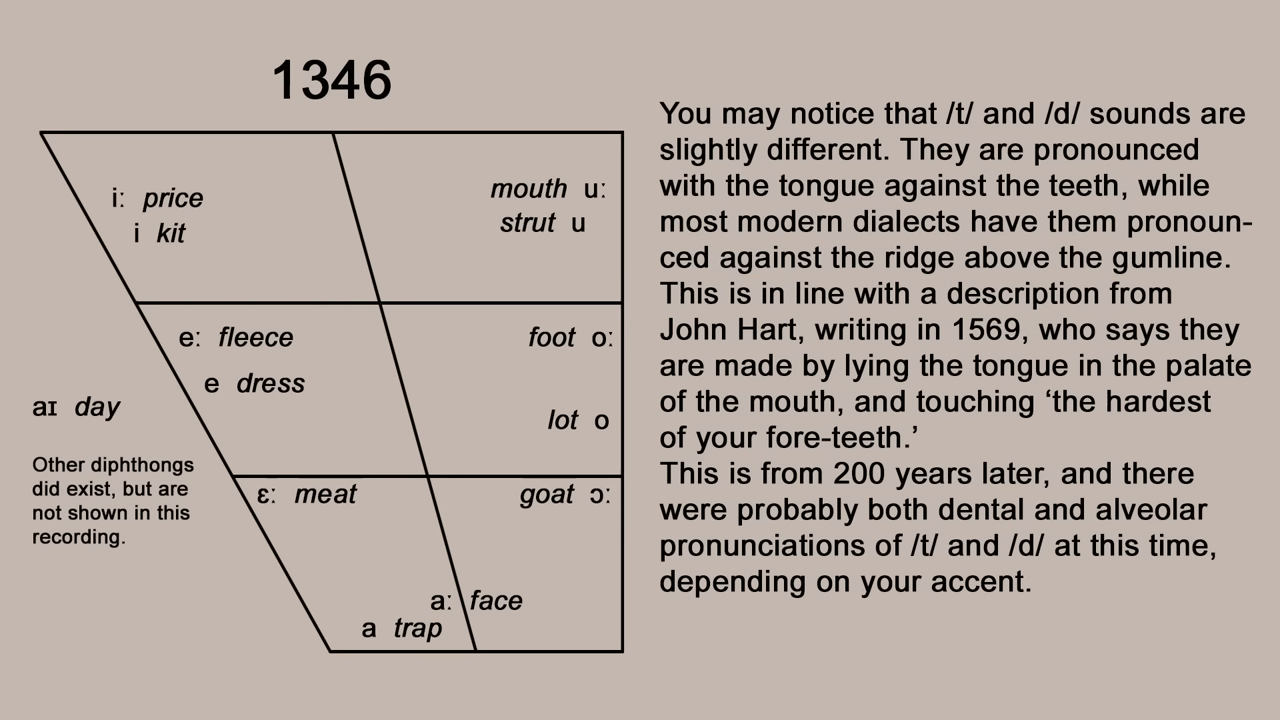 1346
iː price
i kit
mouth uː
strut u
eː fleece
e dress
foot oː
lot o
aɪ day
Other diphthongs
did exist, but are
not shown in this
recording.
ɛː meat
goat ɔː
aː face
a trap
You may notice that /t/ and /d/ sounds are
slightly different. They are pronounced
with the tongue against the teeth, while
most modern dialects have them pronoun-
ced against the ridge above the gumline.
This is in line with a description from
John Hart, writing in 1569, who says they
are made by lying the tongue in the palate
of the mouth, and touching ‘the hardest
of your fore-teeth.’
This is from 200 years later, and there
were probably both dental and alveolar
pronunciations of /t/ and /d/ at this time,
depending on your accent.